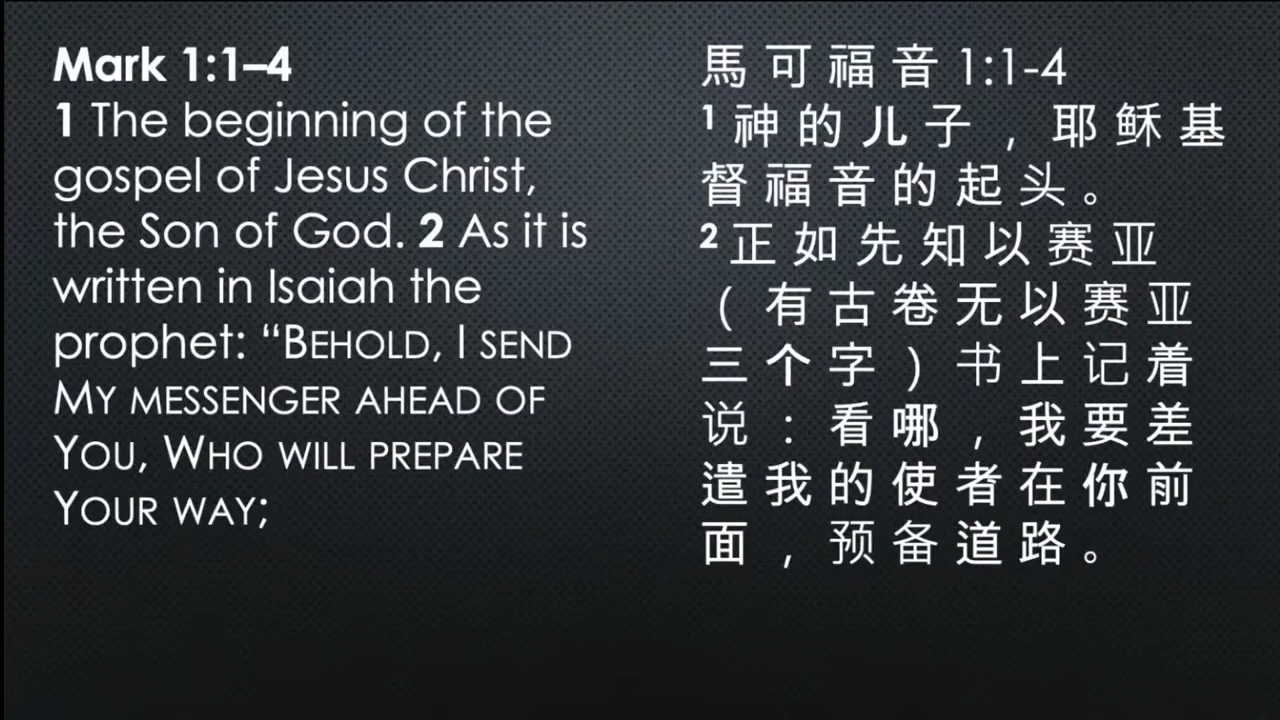 Mark 1:1–4
1 The beginning of the
gospel of Jesus Christ,
the Son of God. 2 As it is
written in Isaiah the
prophet: “BEHOLD, I SEND
MY MESSENGER AHEAD OF
YOU, WHO WILL PREPARE
YOUR WAY;
馬可福音 1:1-4
1 神的儿子，耶稣基
督福音的起头。
2 正如先知以赛亚
（有古卷无以赛亚
三个字）书上记着
说：看哪，我要差
遣我的使者在你前
面，预备道路。